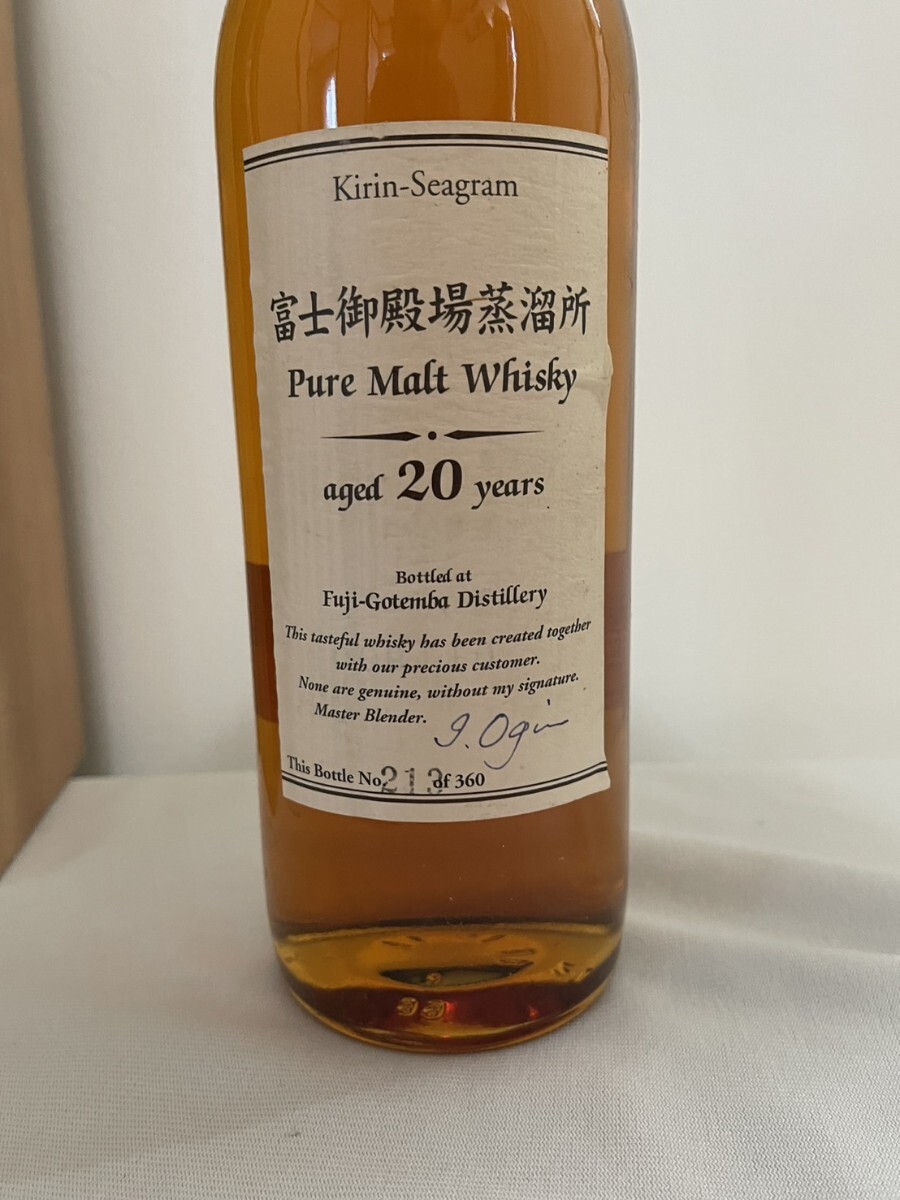 Kirin-Seagram
富士御殿場蒸溜所
Pure Malt Whisky
aged 20 years
Bottled at
Fuji-Gotemba Distillery
This tasteful whisky has been created together
with our precious customer.
None are genuine, without my signature.
Master Blender.
This Bottle No. 213 of 360